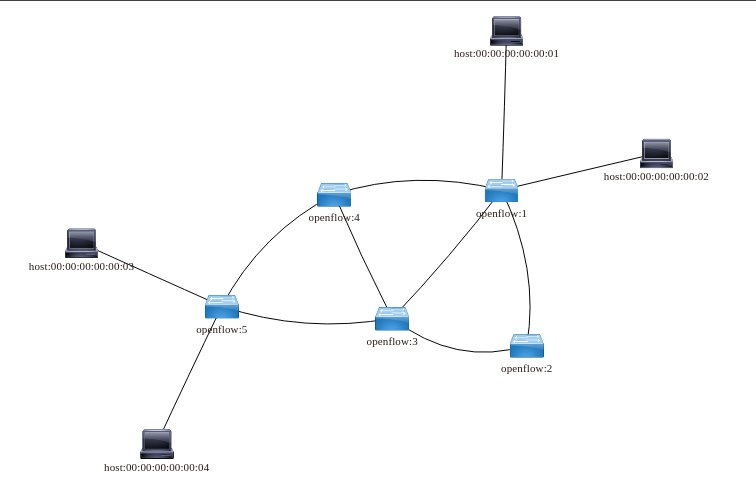 host:00:00:00:00:00:01
host:00:00:00:00:00:02
openflow:4
openflow:1
host:00:00:00:00:00:03
openflow:5
openflow:3
openflow:2
host:00:00:00:00:00:04